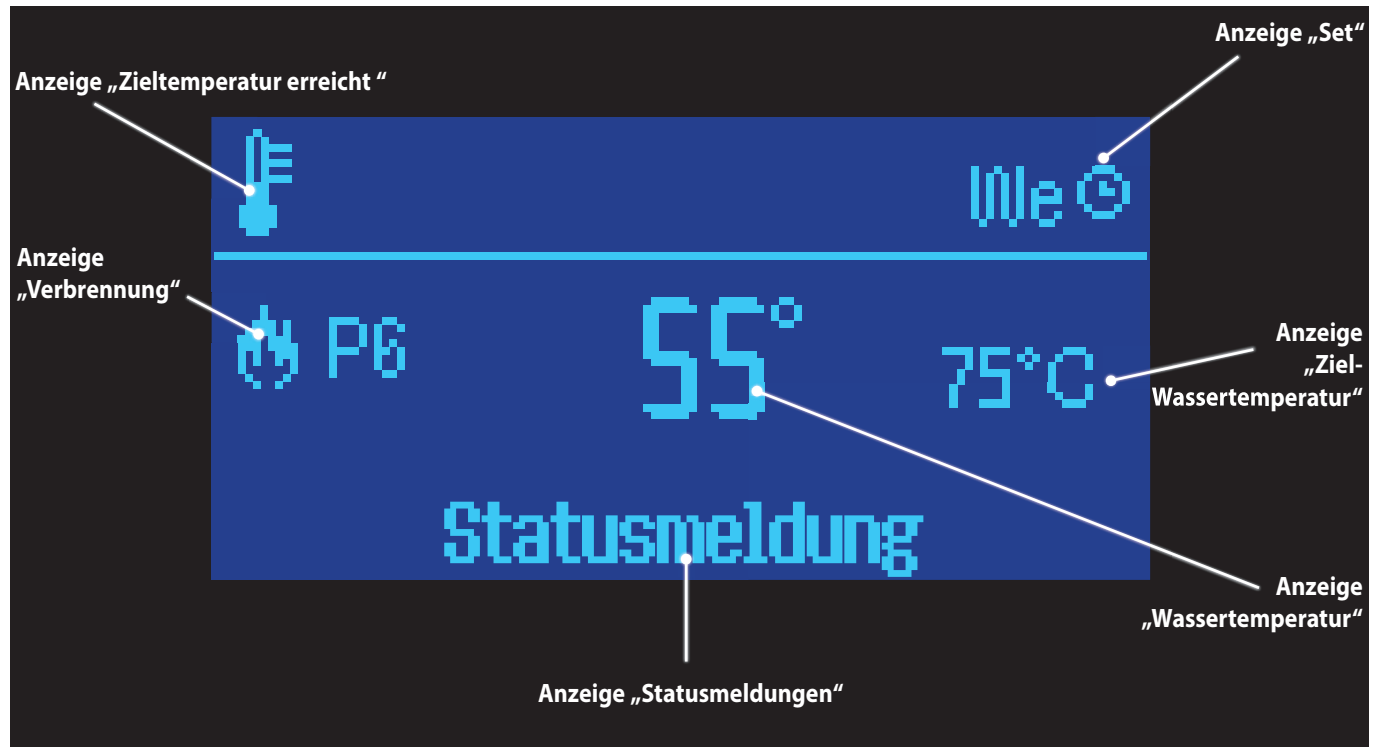 Anzeige „Set“
Anzeige „Zieltemperatur erreicht “
We
Anzeige
„Verbrennung“
P6
55°
75°C
Anzeige
„Ziel-
Wassertemperatur“
Statusmeldung
Anzeige
„Wassertemperatur“
Anzeige „Statusmeldungen“